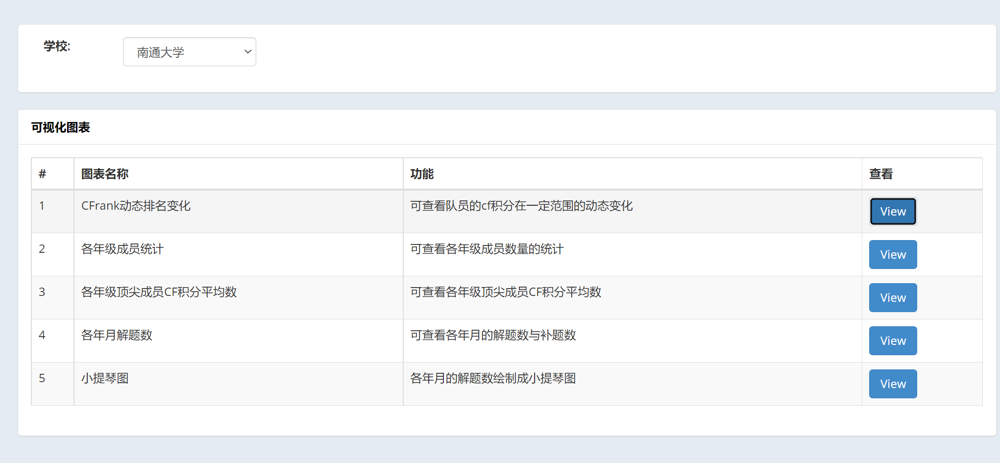 学校:
南通大学
可视化图表
# 图表名称 功能 查看
1 CFrank动态排名变化 可查看队员的cf积分在一定范围的动态变化 View
2 各年级成员统计 可查看各年级成员数量的统计 View
3 各年级顶尖成员CF积分平均数 可查看各年级顶尖成员CF积分平均数 View
4 各年月解题数 可查看各年月的解题数与补题数 View
5 小提琴图 各年月的解题数绘制成小提琴图 View